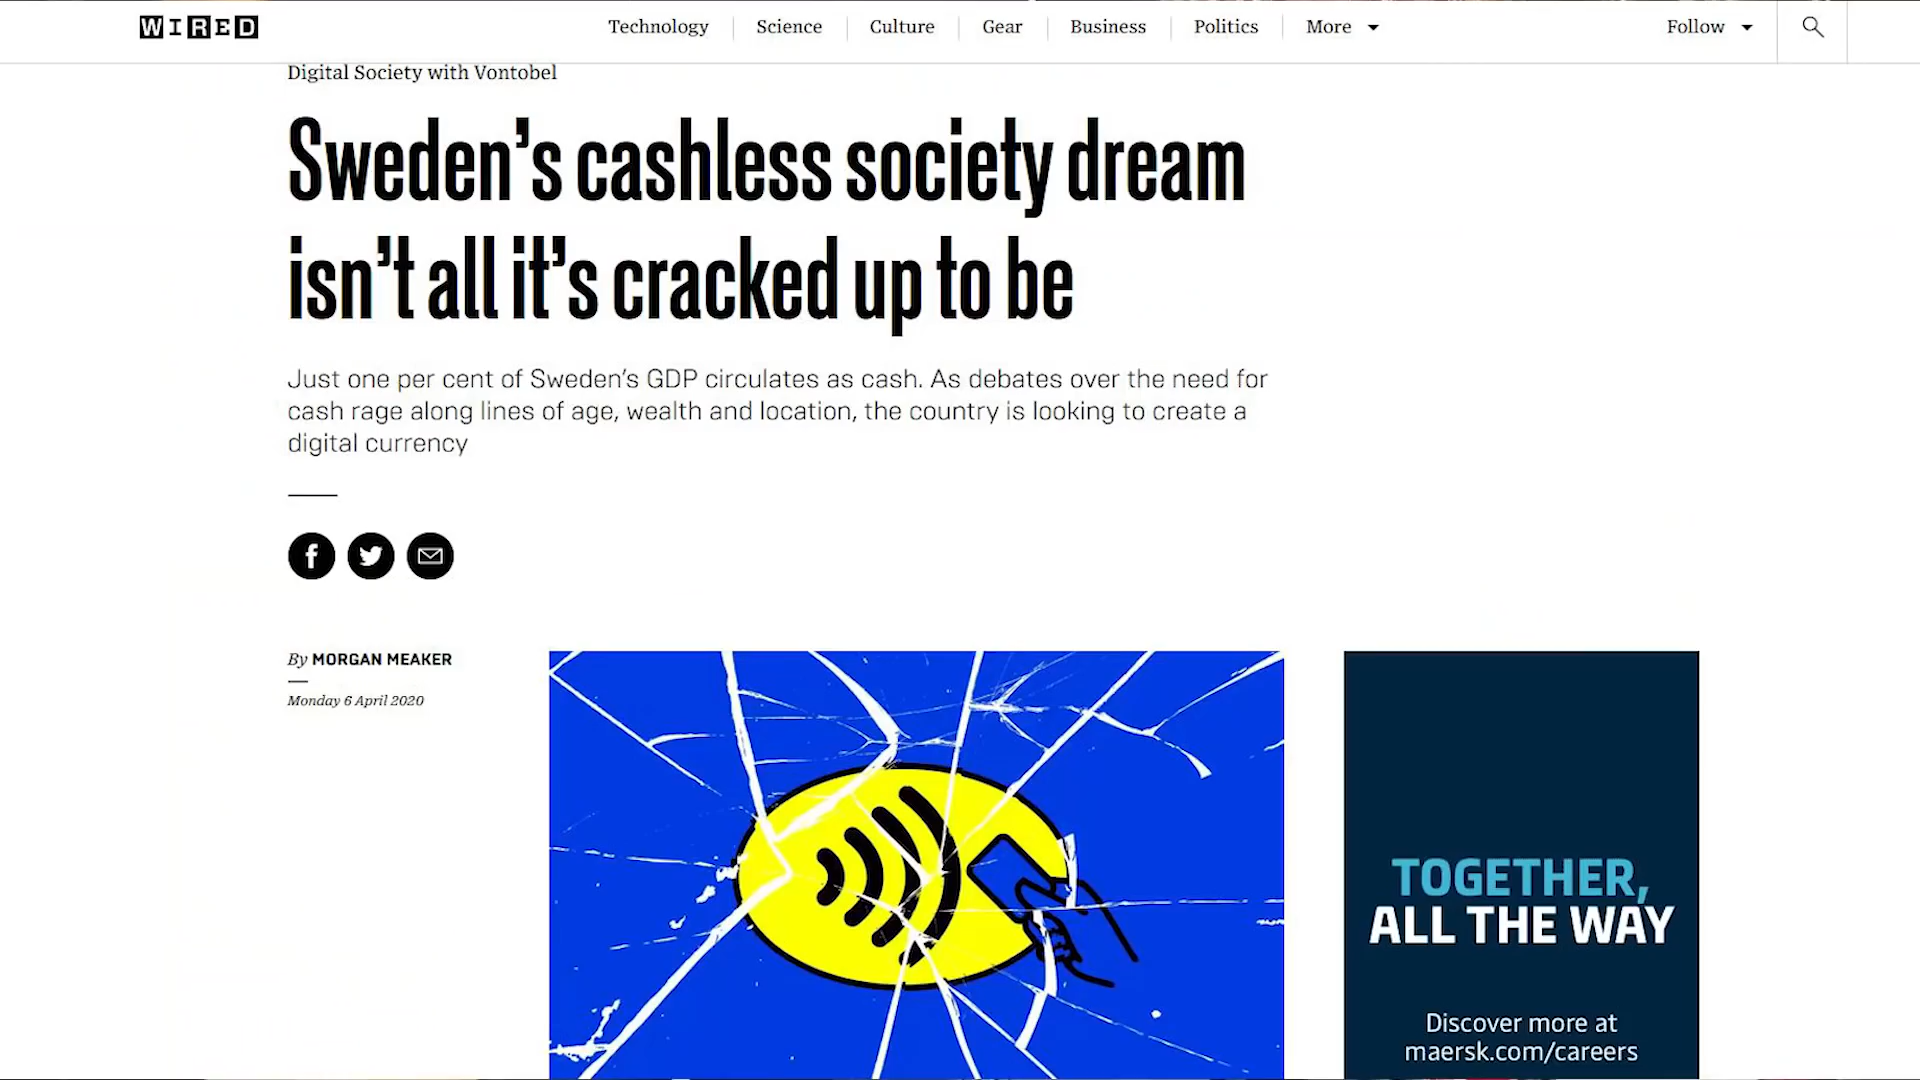 WIRED
Technology
Science
Culture
Gear
Business
Politics
More
Follow
Digital Society with Vontobel
Sweden’s cashless society dream
isn’t all it’s cracked up to be
Just one per cent of Sweden’s GDP circulates as cash. As debates over the need for
cash rage along lines of age, wealth and location, the country is looking to create a
digital currency
By MORGAN MEAKER
Monday 6 April 2020
TOGETHER,
ALL THE WAY
Discover more at
maersk.com/careers